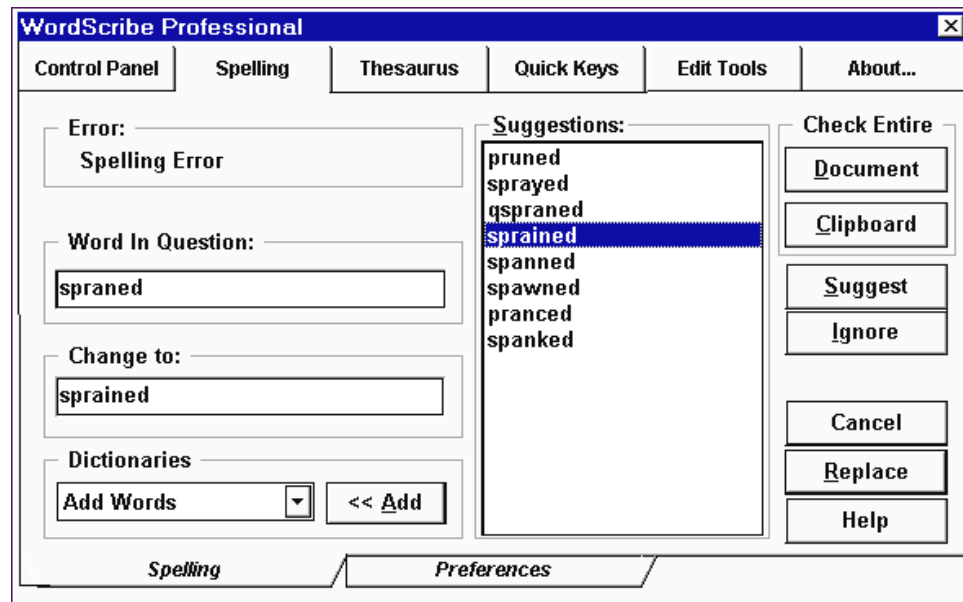 WordScribe Professional
Control Panel Spelling Thesaurus Quick Keys Edit Tools About...
Error:
Spelling Error
Word In Question:
spraned
Change to:
sprained
Dictionaries
Add Words << Add
Suggestions:
pruned
sprayed
qspraned
sprained
spanned
spawned
pranced
spanked
Check Entire
Document
Clipboard
Suggest
Ignore
Cancel
Replace
Help
Spelling Preferences